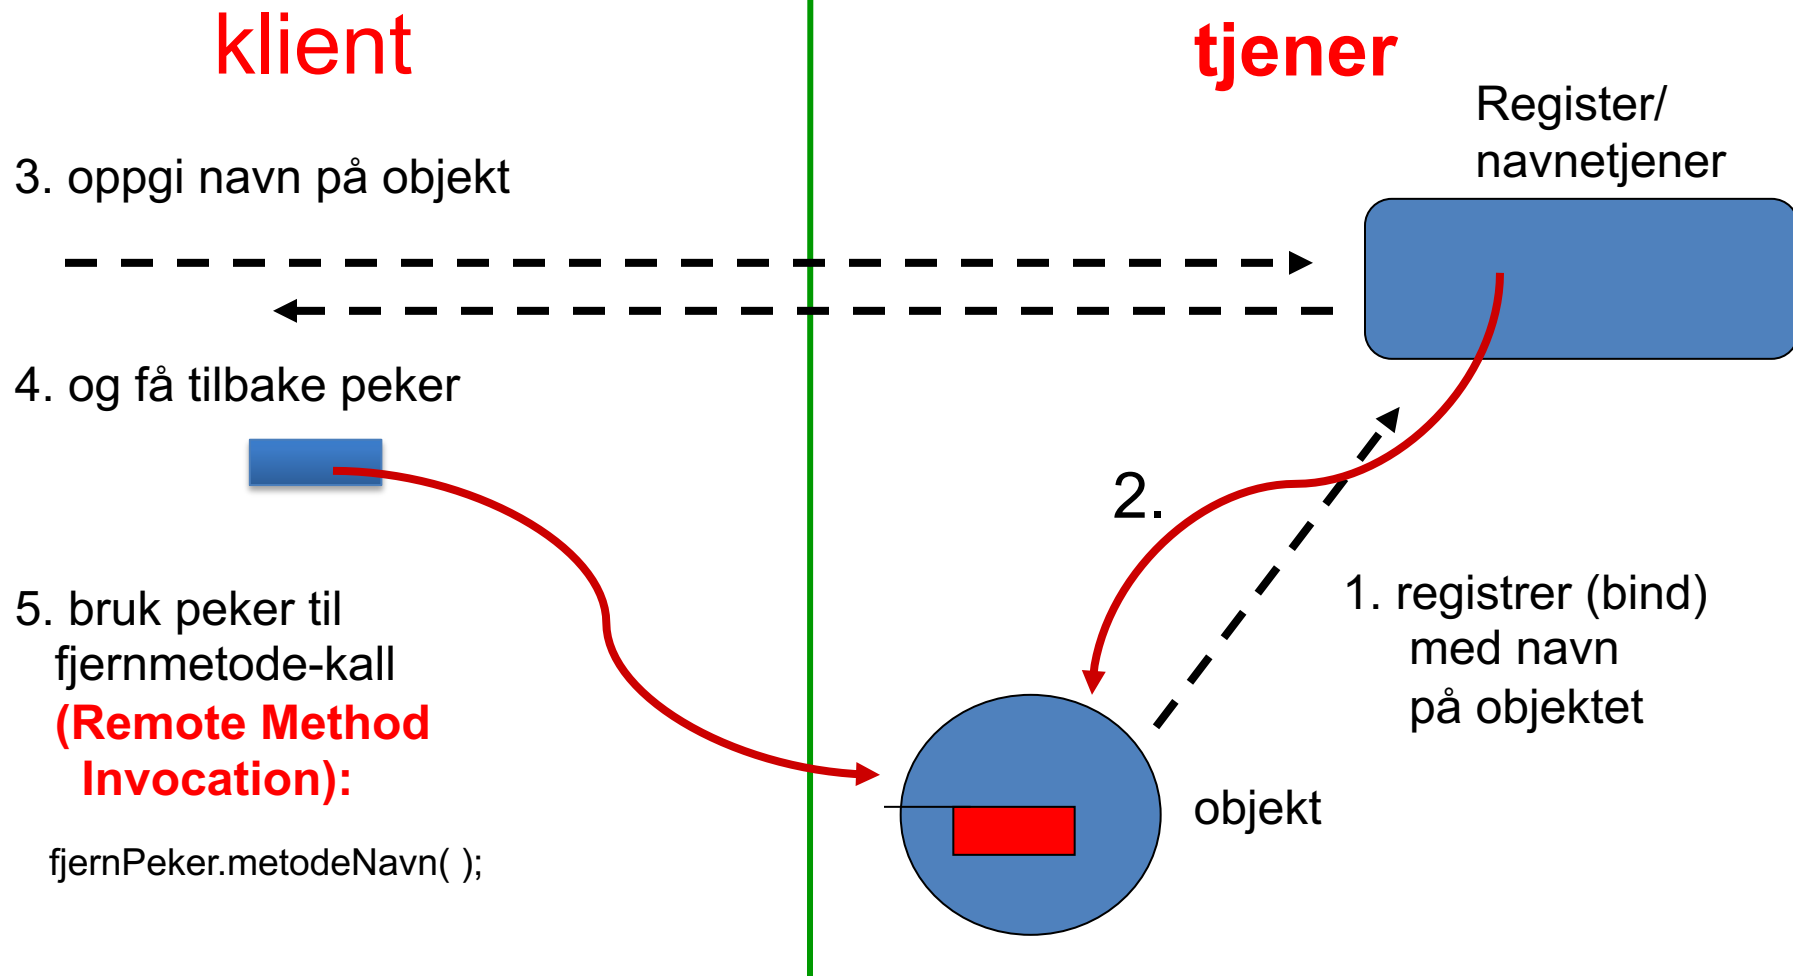 klient
3. oppgi navn på objekt
4. og få tilbake peker
5. bruk peker til
fjernmetode-kall
(Remote Method
Invocation):
fjernPeker.metodeNavn( );
tjener
Register/
navnetjener
2.
1. registrer (bind)
med navn
på objektet
objekt